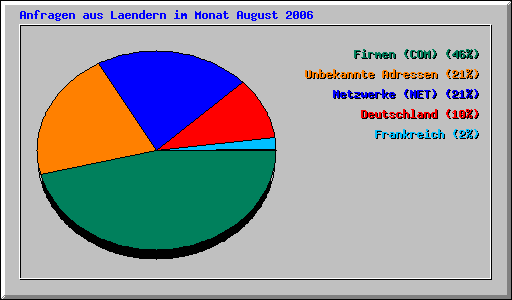 Anfragen aus Laendern im Monat August 2006
Firmen (COM) (46%)
Unbekannte Adressen (21%)
Netzwerke (NET) (21%)
Deutschland (10%)
Frankreich (2%)